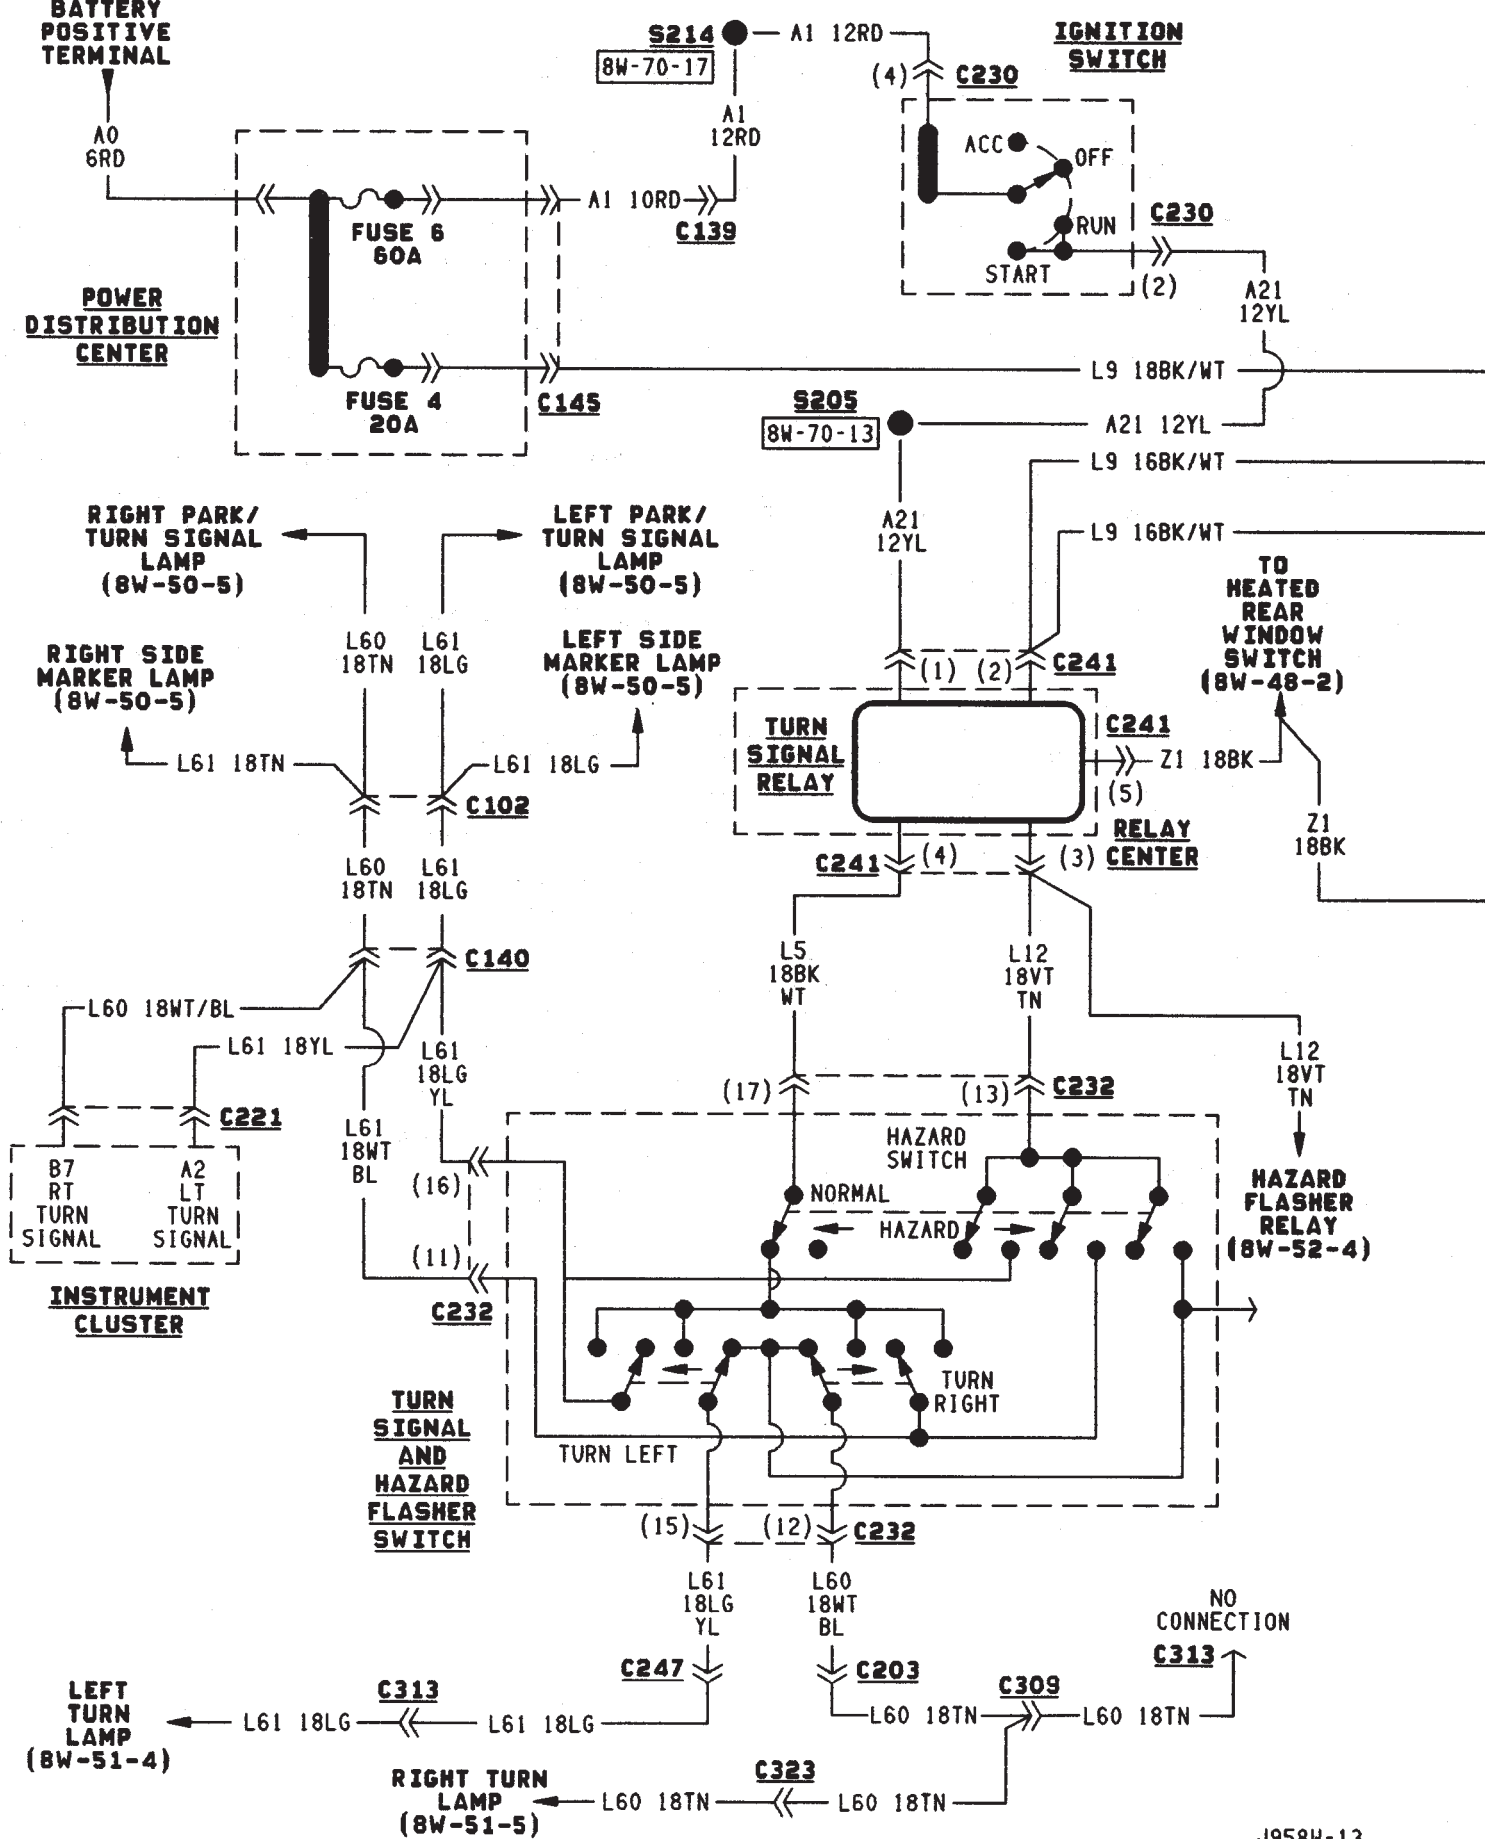 BATTERY
POSITIVE
TERMINAL
A0
6RD
S214
8W-70-17
A1 12RD
IGNITION
SWITCH
(4)
C230
A1
12RD
ACC
OFF
RUN
START
C230
(2)
FUSE 6
60A
A1 10RD
C139
A21
12YL
POWER
DISTRIBUTION
CENTER
FUSE 4
20A
C145
L9 18BK/WT
S205
8W-70-13
A21 12YL
L9 16BK/WT
L9 16BK/WT
A21
12YL
RIGHT PARK/
TURN SIGNAL
LAMP
(8W-50-5)
LEFT PARK/
TURN SIGNAL
LAMP
(8W-50-5)
TO
HEATED
REAR
WINDOW
SWITCH
(8W-48-2)
RIGHT SIDE
MARKER LAMP
(8W-50-5)
L60
18TN
L61
18LG
LEFT SIDE
MARKER LAMP
(8W-50-5)
(1)
(2)
C241
L61 18TN
L61 18LG
C102
TURN
SIGNAL
RELAY
C241
(5)
Z1 18BK
Z1
18BK
RELAY
CENTER
C241
(4)
(3)
L60
18TN
L61
18LG
C140
L5
18BK
WT
L12
18VT
TN
L60 18WT/BL
L61 18YL
L61
18LG
YL
L12
18VT
TN
(17)
(13)
C232
C221
L61
18WT
BL
B7
RT
TURN
SIGNAL
A2
LT
TURN
SIGNAL
INSTRUMENT
CLUSTER
(16)
(11)
C232
HAZARD
SWITCH
NORMAL
HAZARD
HAZARD
FLASHER
RELAY
(8W-52-4)
TURN
RIGHT
TURN LEFT
TURN
SIGNAL
AND
HAZARD
FLASHER
SWITCH
(15)
(12)
C232
L61
18LG
YL
L60
18WT
BL
NO
CONNECTION
C313
C247
C203
C309
LEFT
TURN
LAMP
(8W-51-4)
C313
L61 18LG
L61 18LG
L60 18TN
L60 18TN
RIGHT TURN
LAMP
(8W-51-5)
C323
L60 18TN
L60 18TN
J958W-13